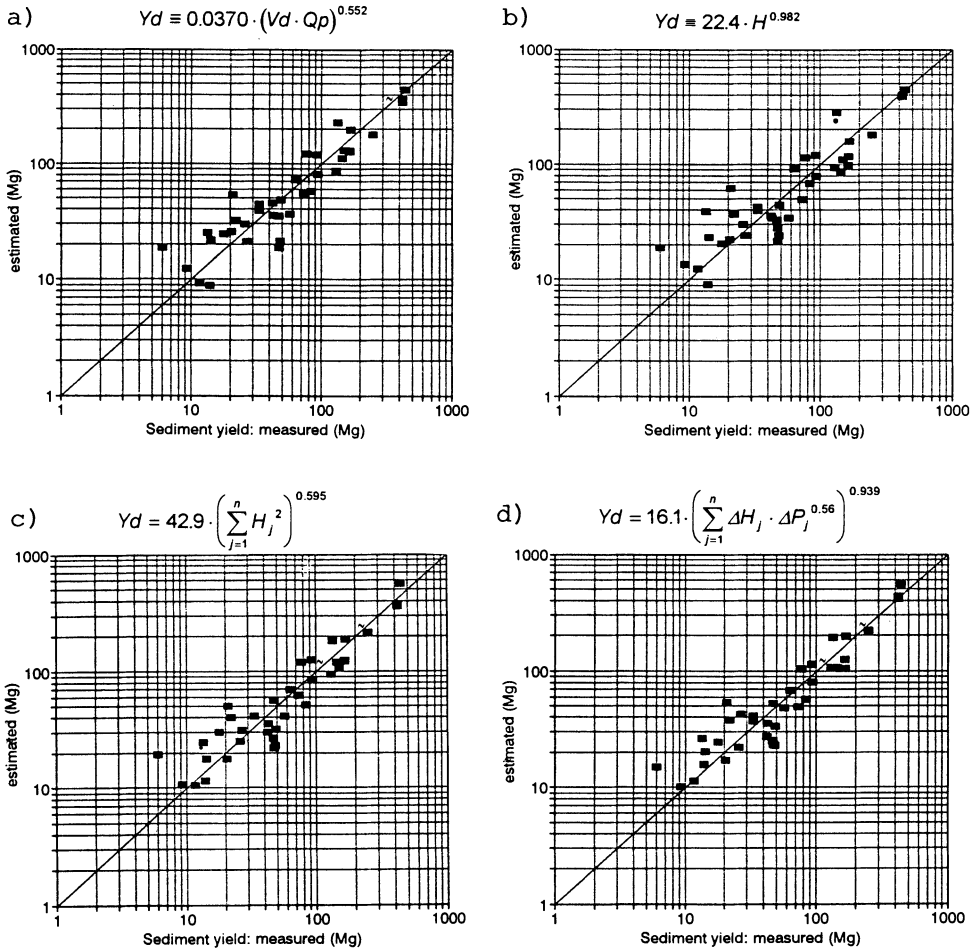 a)
Yd ≡ 0.0370 · (Vd · Qp)^0.552
1000
100
10
1
estimated (Mg)
1 10 100 1000
Sediment yield: measured (Mg)
b)
Yd ≡ 22.4 · H^0.982
1000
100
10
1
estimated (Mg)
1 10 100 1000
Sediment yield: measured (Mg)
c)
Yd = 42.9 · (∑_{j=1}^{n} H_j^2)^0.595
1000
100
10
1
estimated (Mg)
1 10 100 1000
Sediment yield: measured (Mg)
d)
Yd = 16.1 · (∑_{j=1}^{n} ΔH_j · ΔP_j^0.56)^0.939
1000
100
10
1
estimated (Mg)
1 10 100 1000
Sediment yield: measured (Mg)